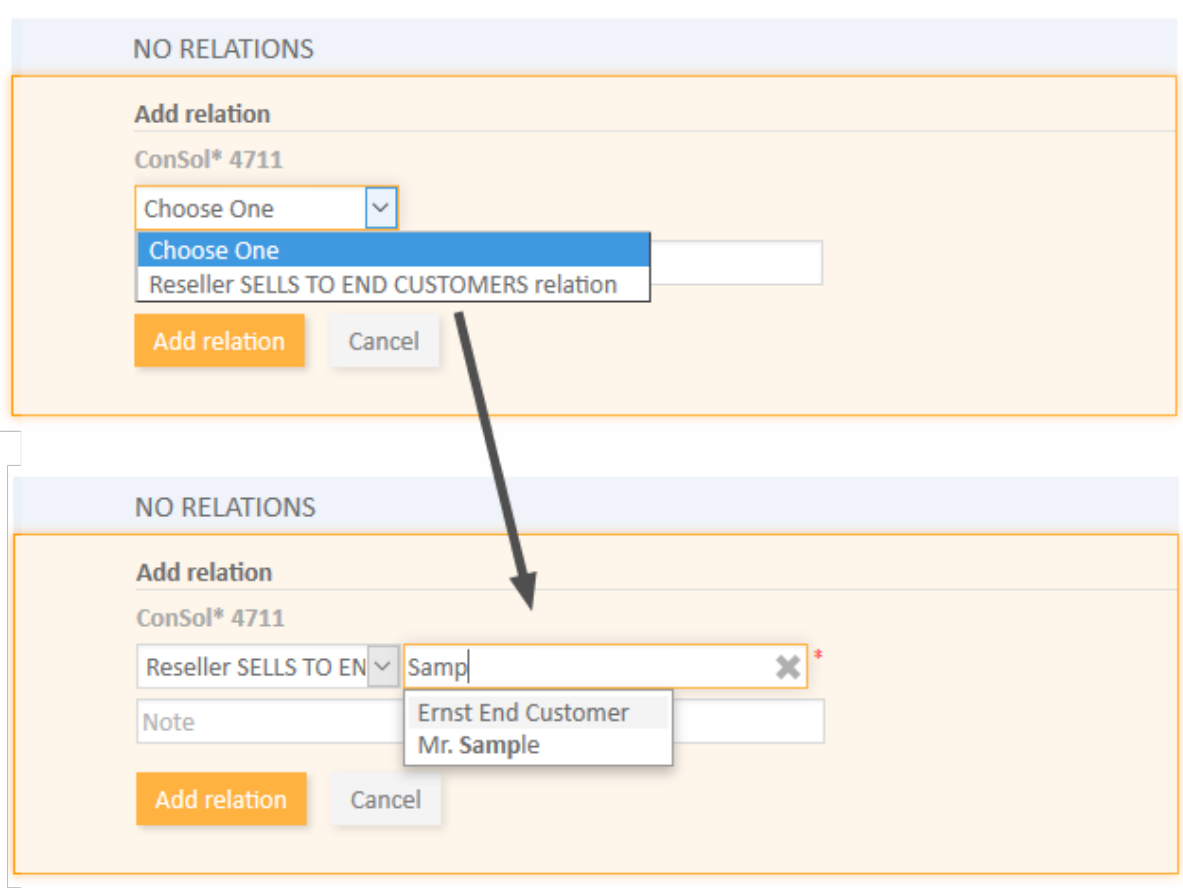 NO RELATIONS
Add relation
ConSol* 4711
Choose One
Choose One
Reseller SELLS TO END CUSTOMERS relation
Add relation Cancel
NO RELATIONS
Add relation
ConSol* 4711
Reseller SELLS TO EN Samp *
Note
Ernst End Customer
Mr. Sample
Add relation Cancel